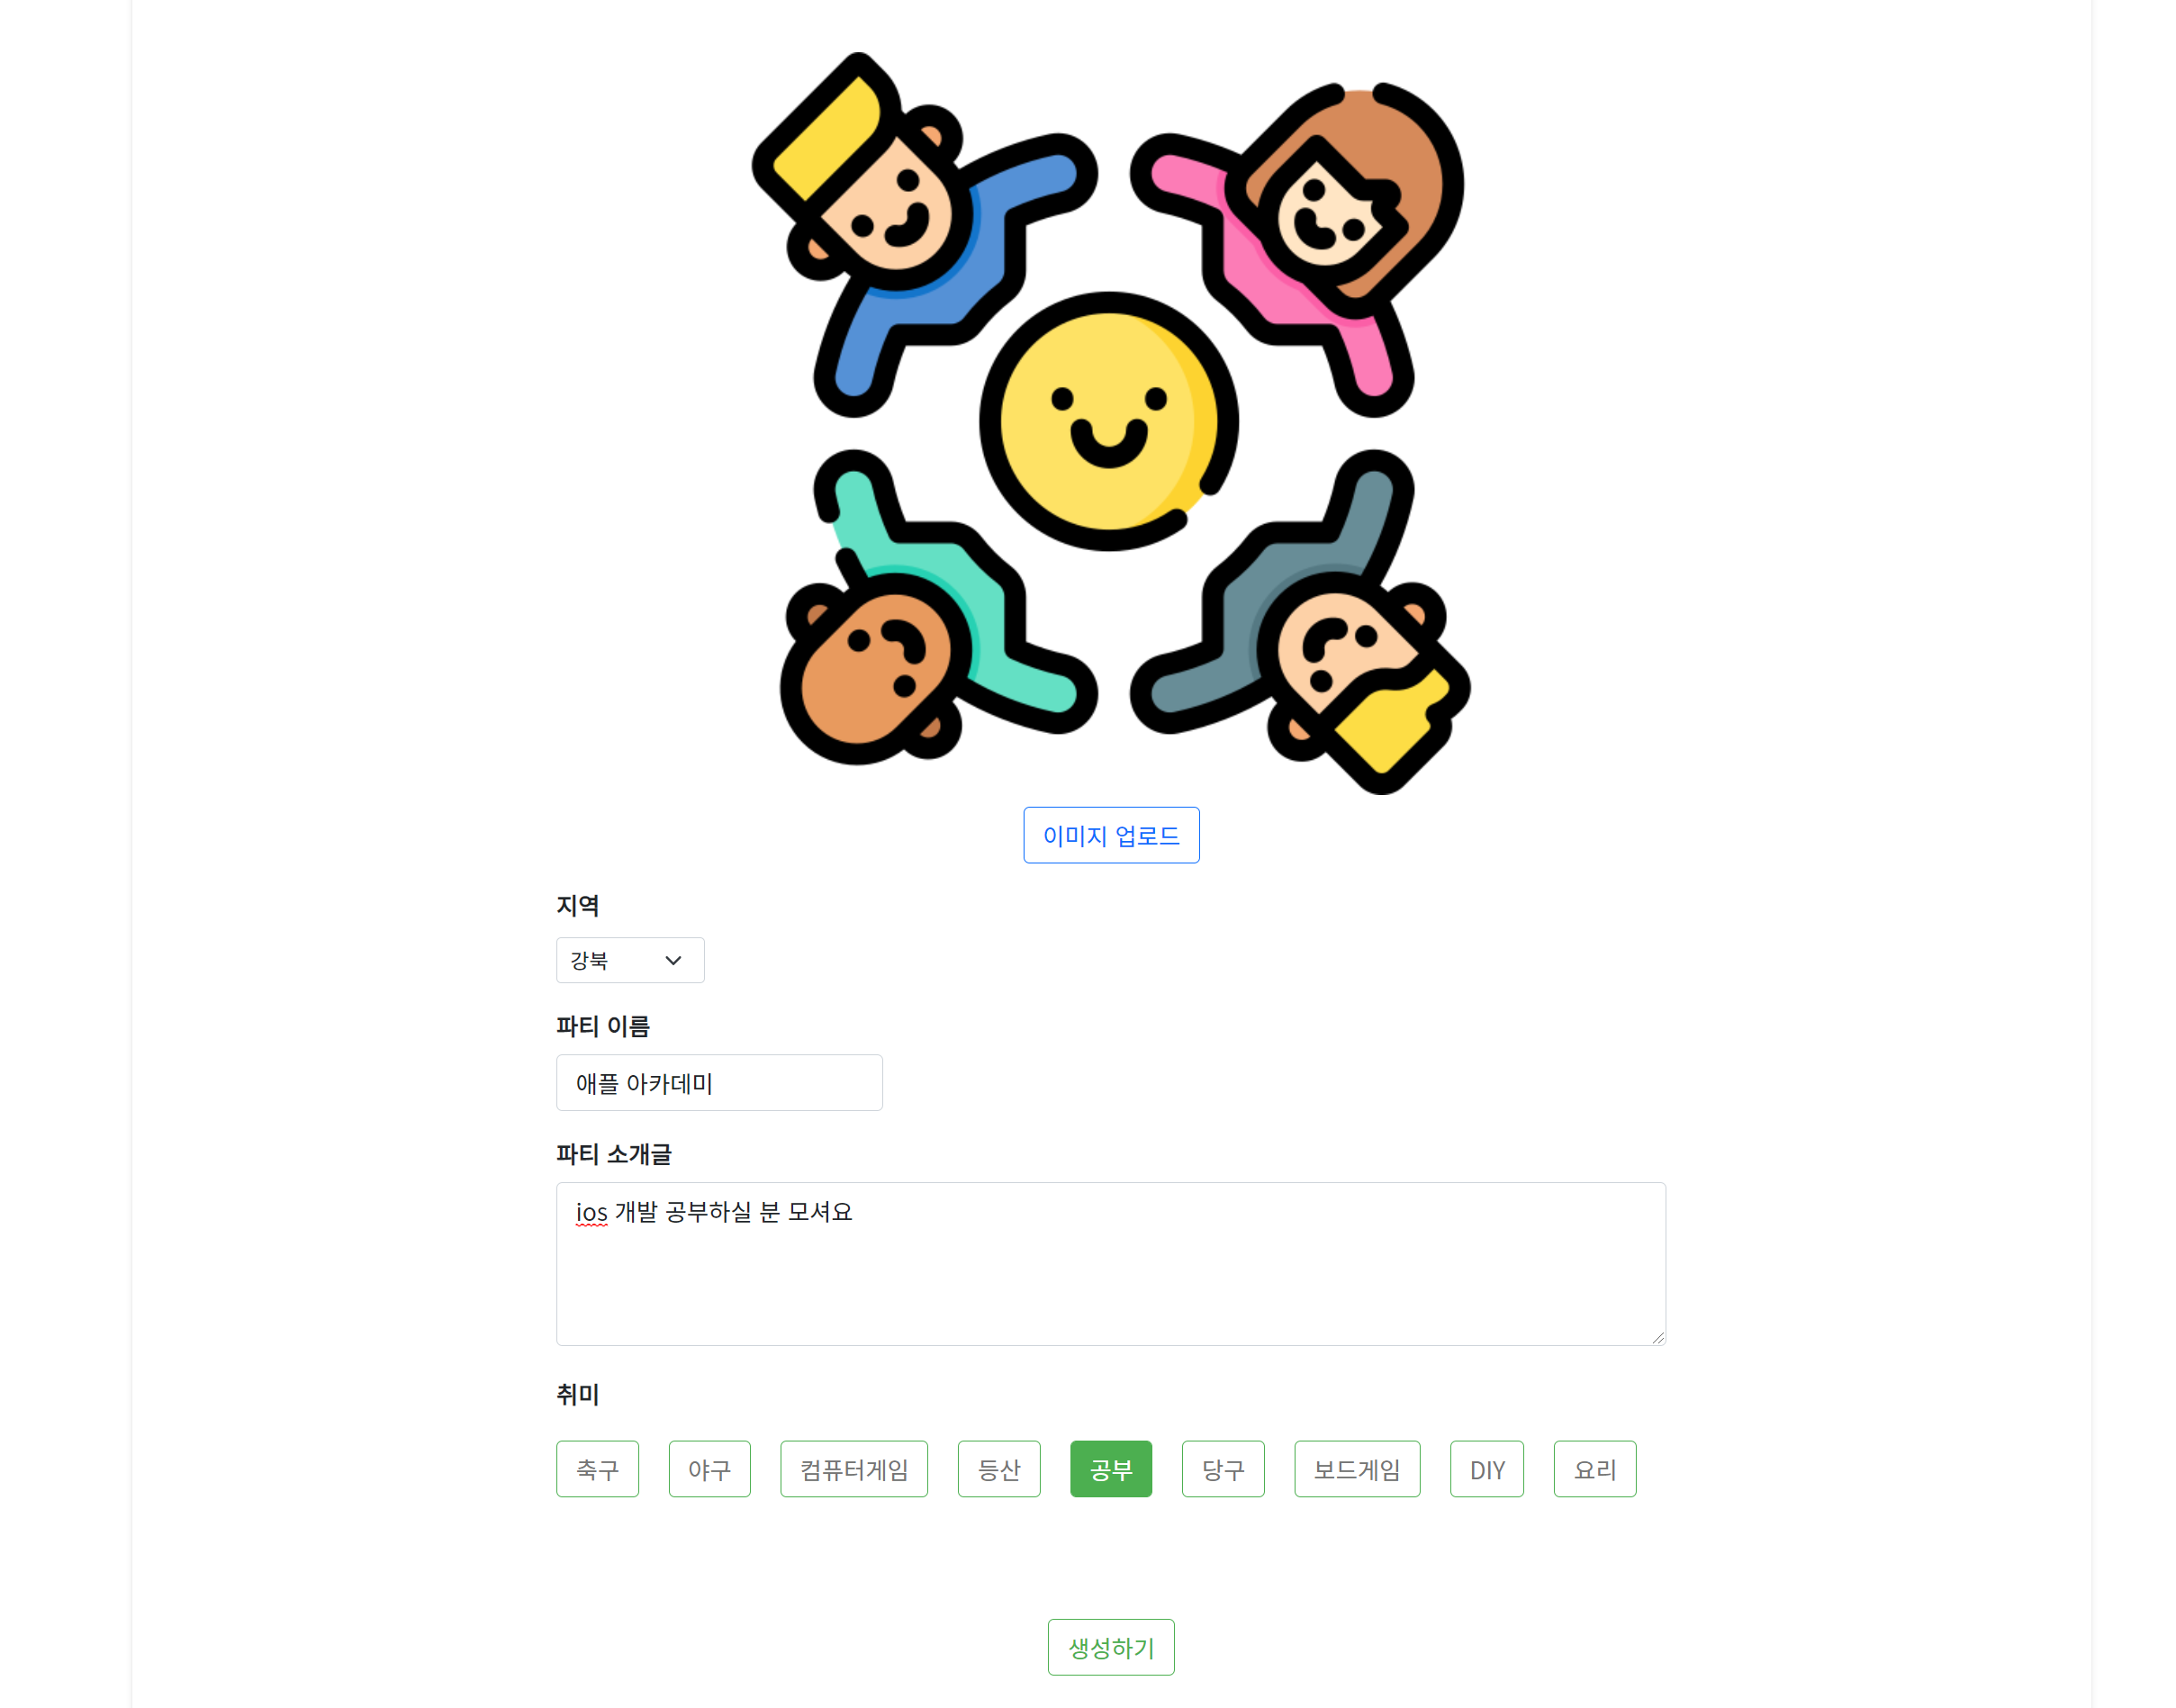 이미지 업로드
지역
강북
파티 이름
애플 아카데미
파티 소개글
ios 개발 공부하실 분 모셔요
취미
축구 야구 컴퓨터게임 등산 공부 당구 보드게임 DIY 요리
생성하기